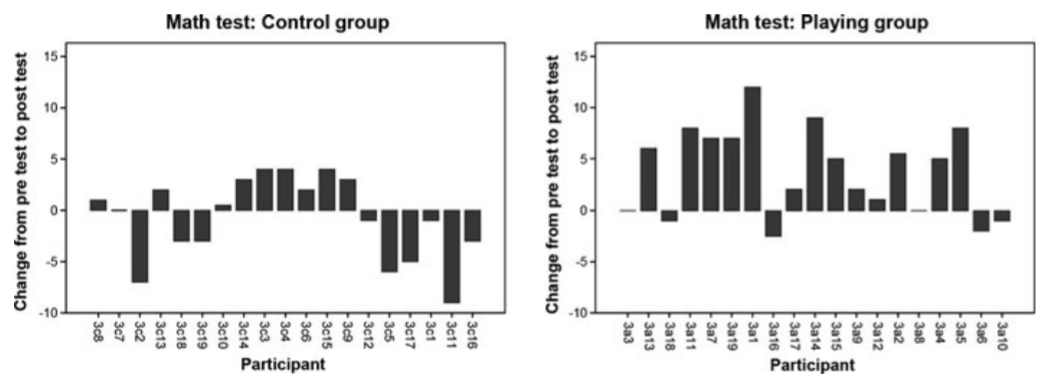 Math test: Control group
Change from pre test to post test
15
10
5
0
-5
-10
3c8 3c7 3c2 3c13 3c18 3c19 3c10 3c14 3c3 3c4 3c6 3c15 3c9 3c12 3c5 3c17 3c1 3c11 3c16
Participant
Math test: Playing group
Change from pre test to post test
15
10
5
0
-5
-10
3a3 3a13 3a18 3a11 3a7 3a19 3a1 3a16 3a17 3a14 3a15 3a9 3a12 3a2 3a8 3a4 3a5 3a6 3a10
Participant